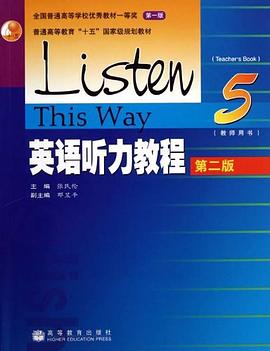 全国普通高等学校优秀教材一等奖 第一版
普通高等教育“十五”国家级规划教材
Listen
(Teacher's Book)
This Way
5
(教师用书)
英语听力教程
第二版
主 编 张民伦
副主编 邓昱平
高等教育出版社
HIGHER EDUCATION PRESS